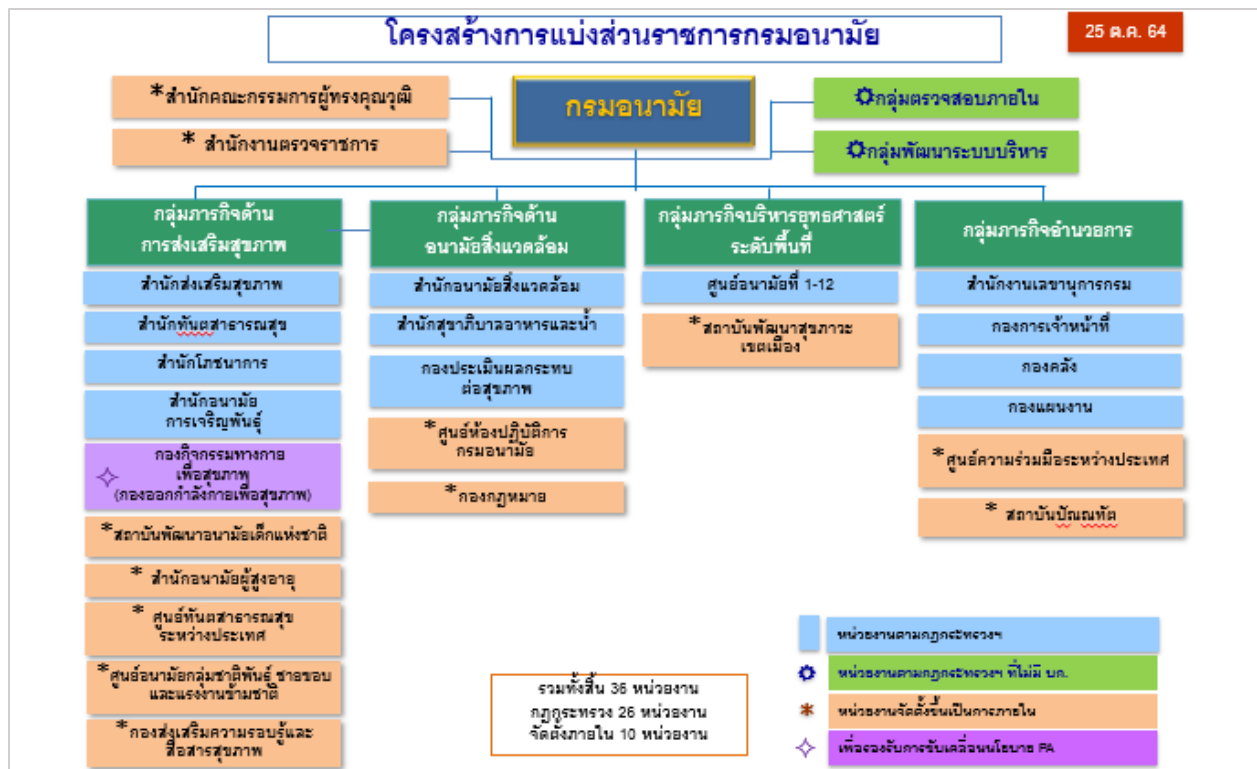 โครงสร้างการแบ่งส่วนราชการกรมอนามัย
25 ต.ค. 64
*สำนักคณะกรรมการผู้ทรงคุณวุฒิ
* สำนักงานตรวจราชการ
กรมอนามัย
กลุ่มตรวจสอบภายใน
กลุ่มพัฒนาระบบบริหาร
กลุ่มภารกิจด้าน
การส่งเสริมสุขภาพ
สำนักส่งเสริมสุขภาพ
สำนักทันตสาธารณสุข
สำนักโภชนาการ
สำนักอนามัย
การเจริญพันธุ์
กองกิจกรรมทางกาย
เพื่อสุขภาพ
(กองออกกำลังกายเพื่อสุขภาพ)
*สถาบันพัฒนาอนามัยเด็กแห่งชาติ
* สำนักอนามัยผู้สูงอายุ
* ศูนย์ทันตสาธารณสุข
ระหว่างประเทศ
*ศูนย์อนามัยกลุ่มชาติพันธุ์ ชายขอบ
และแรงงานข้ามชาติ
*กองส่งเสริมความรอบรู้และ
สื่อสารสุขภาพ
กลุ่มภารกิจด้าน
อนามัยสิ่งแวดล้อม
สำนักอนามัยสิ่งแวดล้อม
สำนักสุขาภิบาลอาหารและน้ำ
กองประเมินผลกระทบ
ต่อสุขภาพ
*ศูนย์ห้องปฏิบัติการ
กรมอนามัย
*กองกฎหมาย
กลุ่มภารกิจบริหารยุทธศาสตร์
ระดับพื้นที่
ศูนย์อนามัยที่ 1-12
*สถาบันพัฒนาสุขภาวะ
เขตเมือง
กลุ่มภารกิจอำนวยการ
สำนักงานเลขานุการกรม
กองการเจ้าหน้าที่
กองคลัง
กองแผนงาน
*ศูนย์ความร่วมมือระหว่างประเทศ
* สถาบันปัณณทัต
รวมทั้งสิ้น 36 หน่วยงาน
กฎกระทรวง 26 หน่วยงาน
จัดตั้งภายใน 10 หน่วยงาน
หน่วยงานตามกฎกระทรวงฯ
หน่วยงานตามกฎกระทรวงฯ ที่ไม่มี บก.
* หน่วยงานจัดตั้งขึ้นเป็นการภายใน
เพื่อรองรับการขับเคลื่อนนโยบาย PA